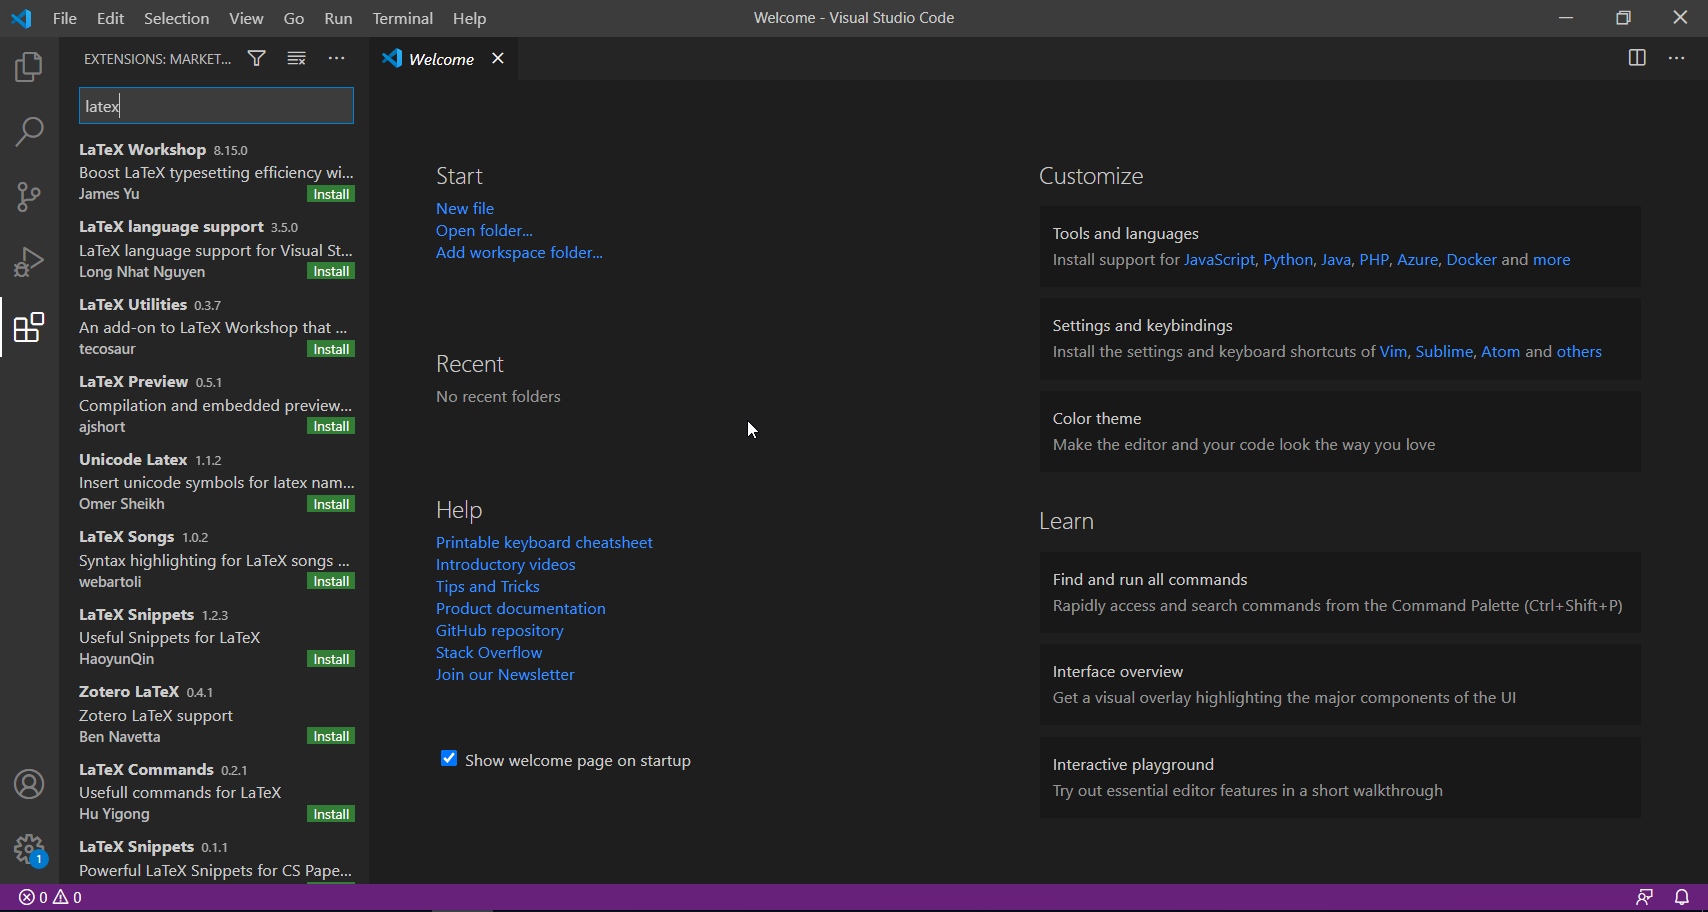 File Edit Selection View Go Run Terminal Help
Welcome - Visual Studio Code
EXTENSIONS: MARKET...
Welcome
latex
LaTeX Workshop 8.15.0
Boost LaTeX typesetting efficiency wi...
James Yu
Install
LaTeX language support 3.5.0
LaTeX language support for Visual St...
Long Nhat Nguyen
Install
LaTeX Utilities 0.3.7
An add-on to LaTeX Workshop that ...
tecosaur
Install
LaTeX Preview 0.5.1
Compilation and embedded preview...
ajshort
Install
Unicode Latex 1.1.2
Insert unicode symbols for latex nam...
Omer Sheikh
Install
LaTeX Songs 1.0.2
Syntax highlighting for LaTeX songs ...
webartoli
Install
LaTeX Snippets 1.2.3
Useful Snippets for LaTeX
HaoyunQin
Install
Zotero LaTeX 0.4.1
Zotero LaTeX support
Ben Navetta
Install
LaTeX Commands 0.2.1
Usefull commands for LaTeX
Hu Yigong
Install
LaTeX Snippets 0.1.1
Powerful LaTeX Snippets for CS Pape...
Start
New file
Open folder...
Add workspace folder...
Recent
No recent folders
Help
Printable keyboard cheatsheet
Introductory videos
Tips and Tricks
Product documentation
GitHub repository
Stack Overflow
Join our Newsletter
Show welcome page on startup
Customize
Tools and languages
Install support for JavaScript, Python, Java, PHP, Azure, Docker and more
Settings and keybindings
Install the settings and keyboard shortcuts of Vim, Sublime, Atom and others
Color theme
Make the editor and your code look the way you love
Learn
Find and run all commands
Rapidly access and search commands from the Command Palette (Ctrl+Shift+P)
Interface overview
Get a visual overlay highlighting the major components of the UI
Interactive playground
Try out essential editor features in a short walkthrough
1
0 0